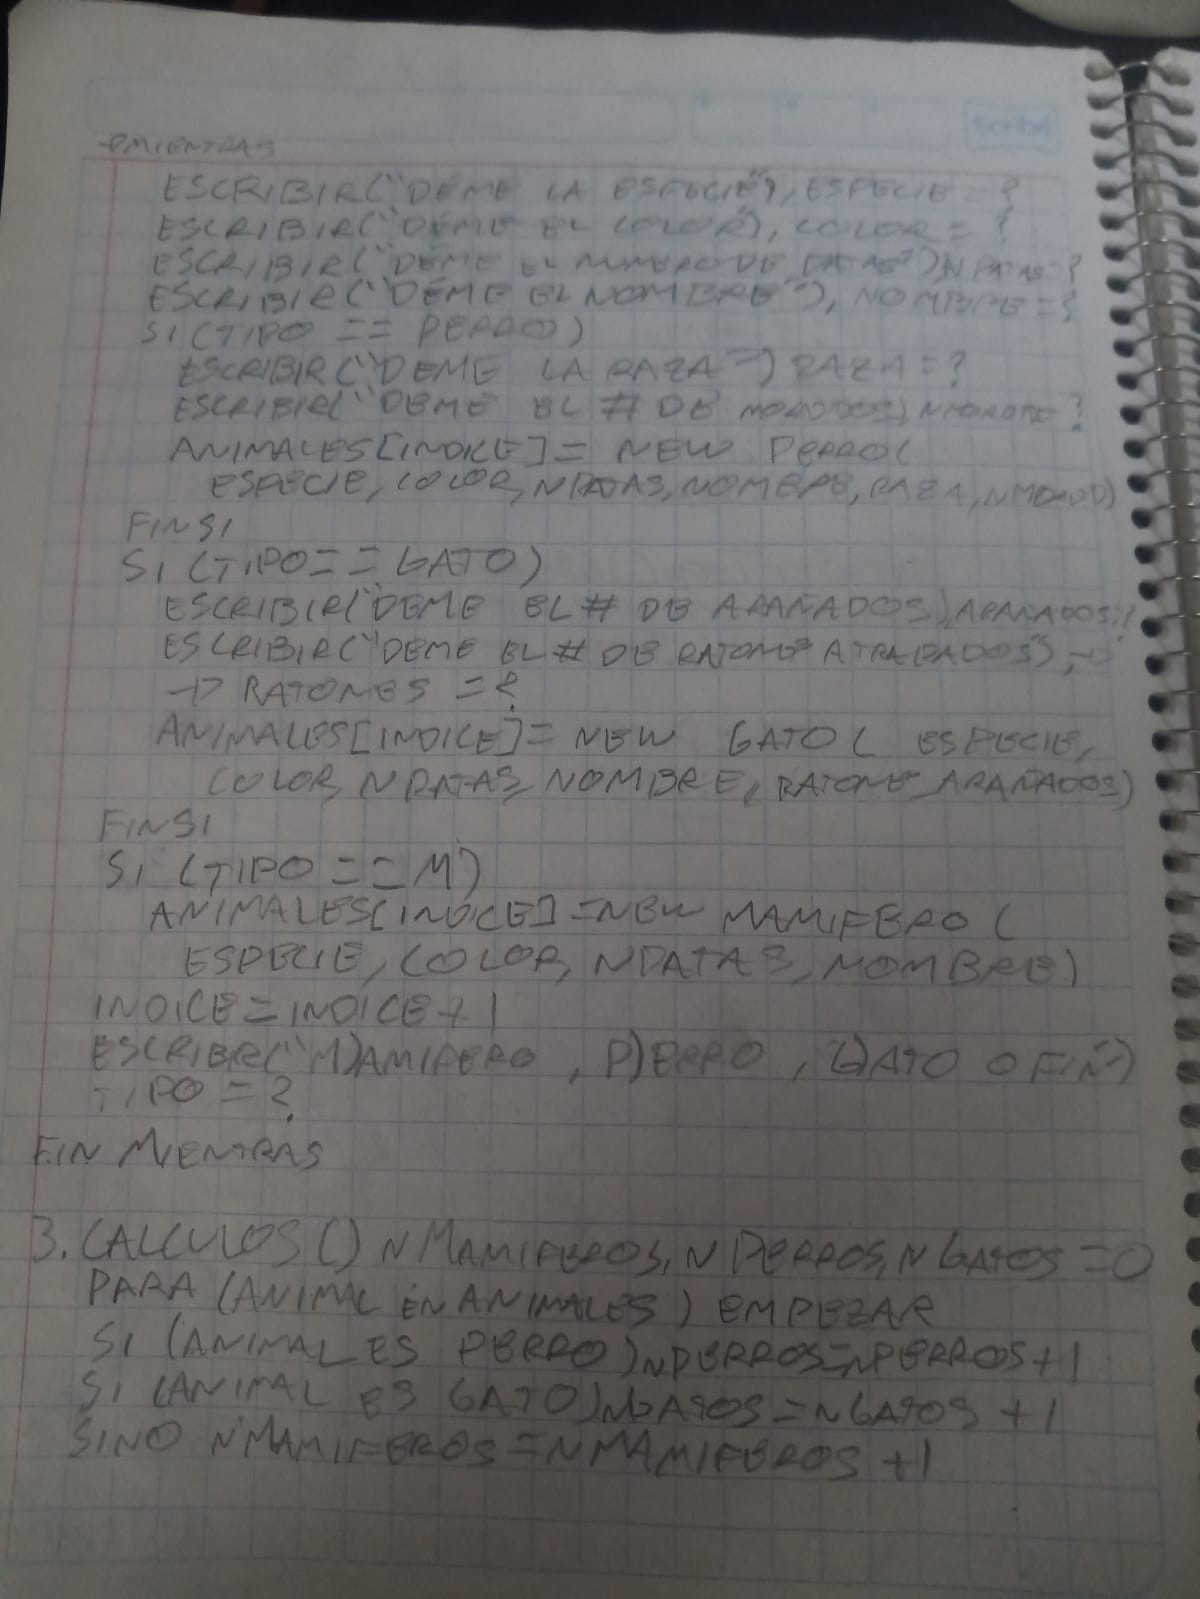 Scribe
→MIENTRAS
ESCRIBIR("DEME LA ESPECIE"), ESPECIE = ?
ESCRIBIR("DEME EL COLOR"), COLOR = ?
ESCRIBIR("DEME EL NUMERO DE PATAS"), NPATAS = ?
ESCRIBIR("DEME EL NOMBRE"), NOMBRE = ?
SI (TIPO == PERRO)
ESCRIBIR("DEME LA RAZA") RAZA = ?
ESCRIBIR("DEME EL # DE ?
ANIMALES[INDICE] = NEW PERRO(
ESPECIE, COLOR, NPATAS, NOMBRE, RAZA,
FINSI
SI (TIPO == GATO)
ESCRIBIR("DEME EL # DE ARAÑADOS), ARAÑADOS=?
ESCRIBIR("DEME EL # DE RATONES ATRAPADOS"), →
→ RATONES = ?
ANIMALES[INDICE] = NEW GATO( ESPECIE,
COLOR, NPATAS, NOMBRE, RATONES, ARAÑADOS)
FINSI
SI (TIPO == M)
ANIMALES[INDICE] = NEW MAMIFERO (
ESPECIE, COLOR, NPATAS, NOMBRE)
INDICE = INDICE + 1
ESCRIBIR("M)AMIFERO, P)ERRO, G)ATO O FIN")
TIPO = ?
FIN MIENTRAS
3. CALCULOS() NMAMIFEROS, NPERROS, NGATOS = 0
PARA (ANIMAL EN ANIMALES) EMPEZAR
SI (ANIMAL ES PERRO) NPERROS = NPERROS + 1
SI (ANIMAL ES GATO) NGATOS = NGATOS + 1
SINO NMAMIFEROS = NMAMIFEROS + 1